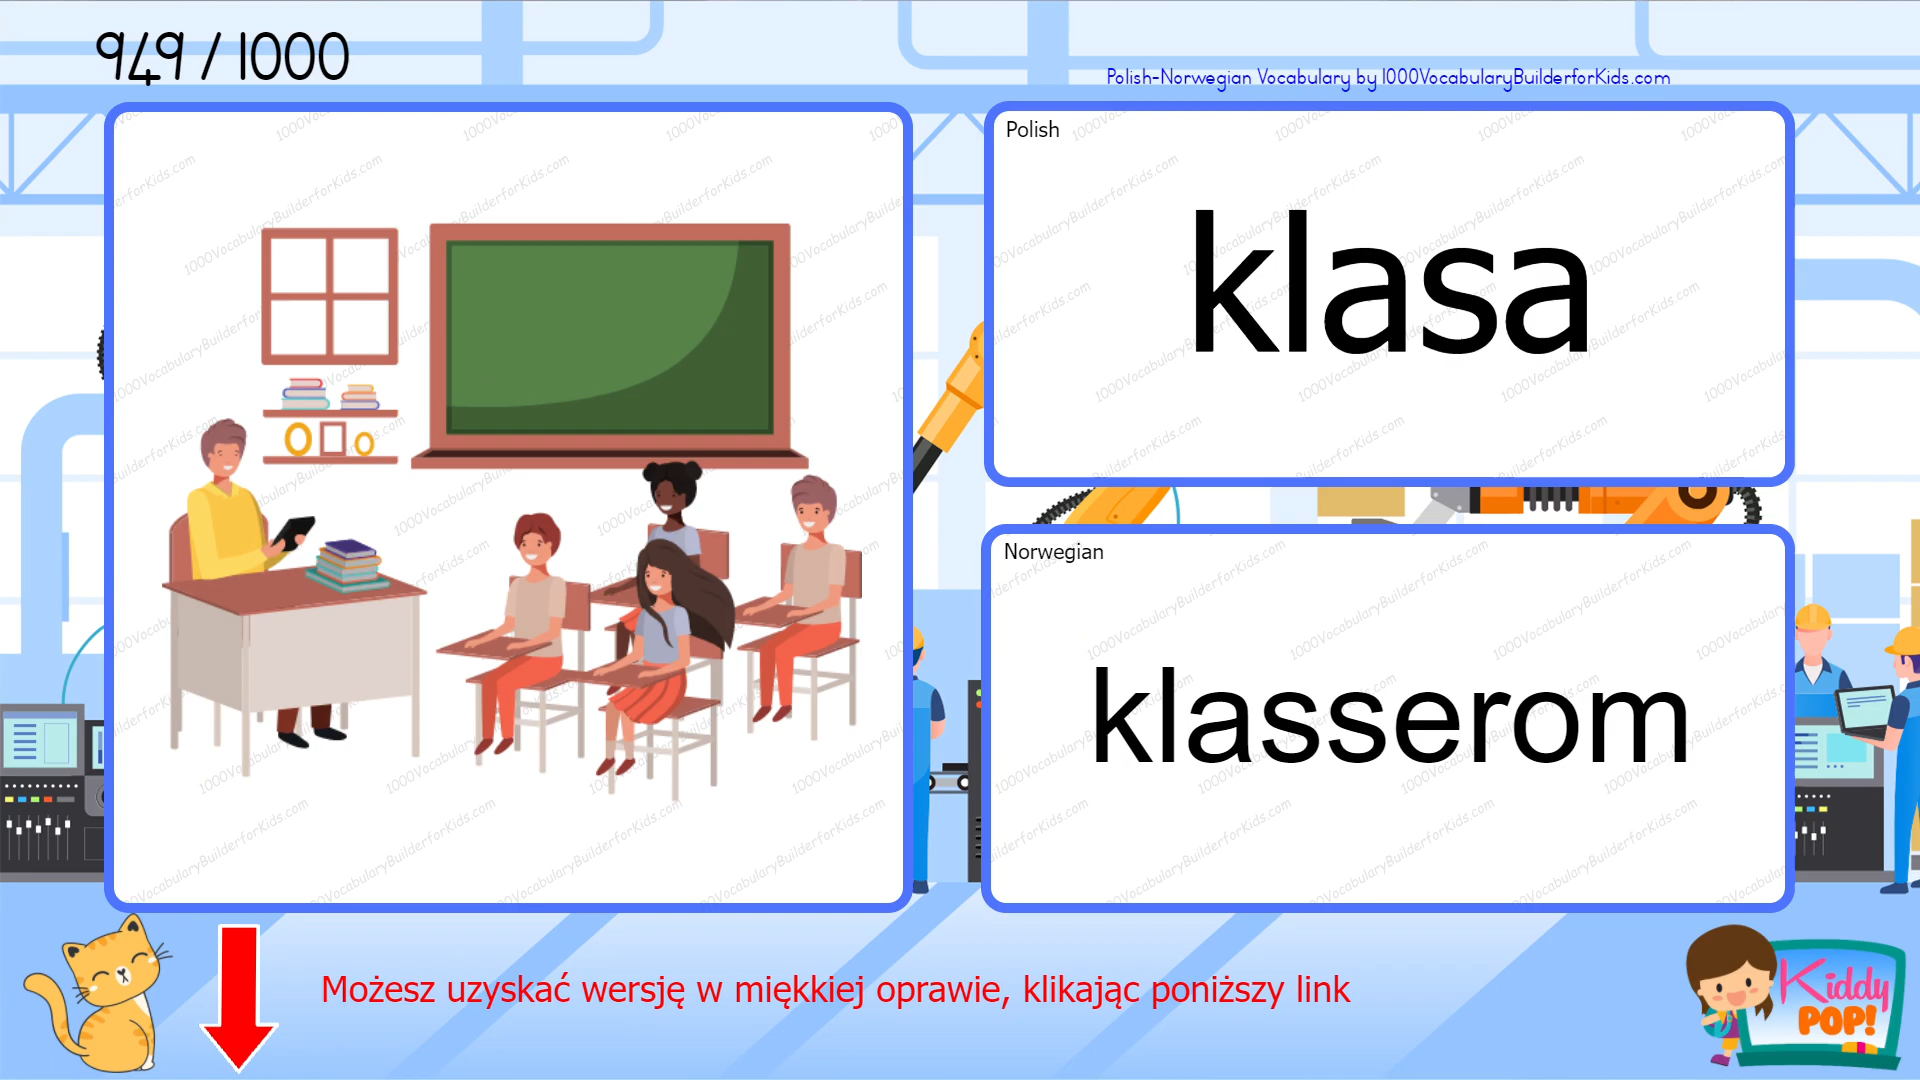 949 / 1000
Polish-Norwegian Vocabulary by 1000VocabularyBuilderforKids.com
Polish
klasa
Norwegian
klasserom
Możesz uzyskać wersję w miękkiej oprawie, klikając poniższy link
Kiddy
POP!